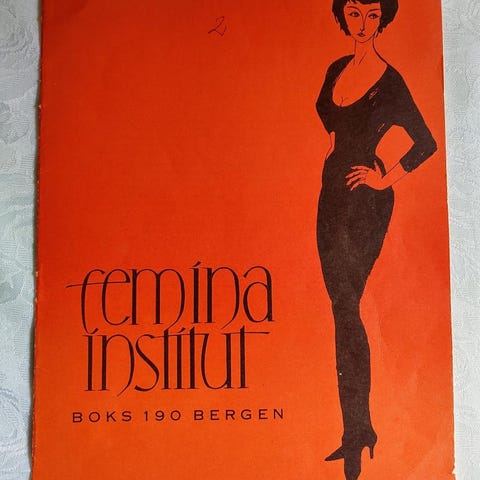 2
femina
institut
BOKS 190 BERGEN